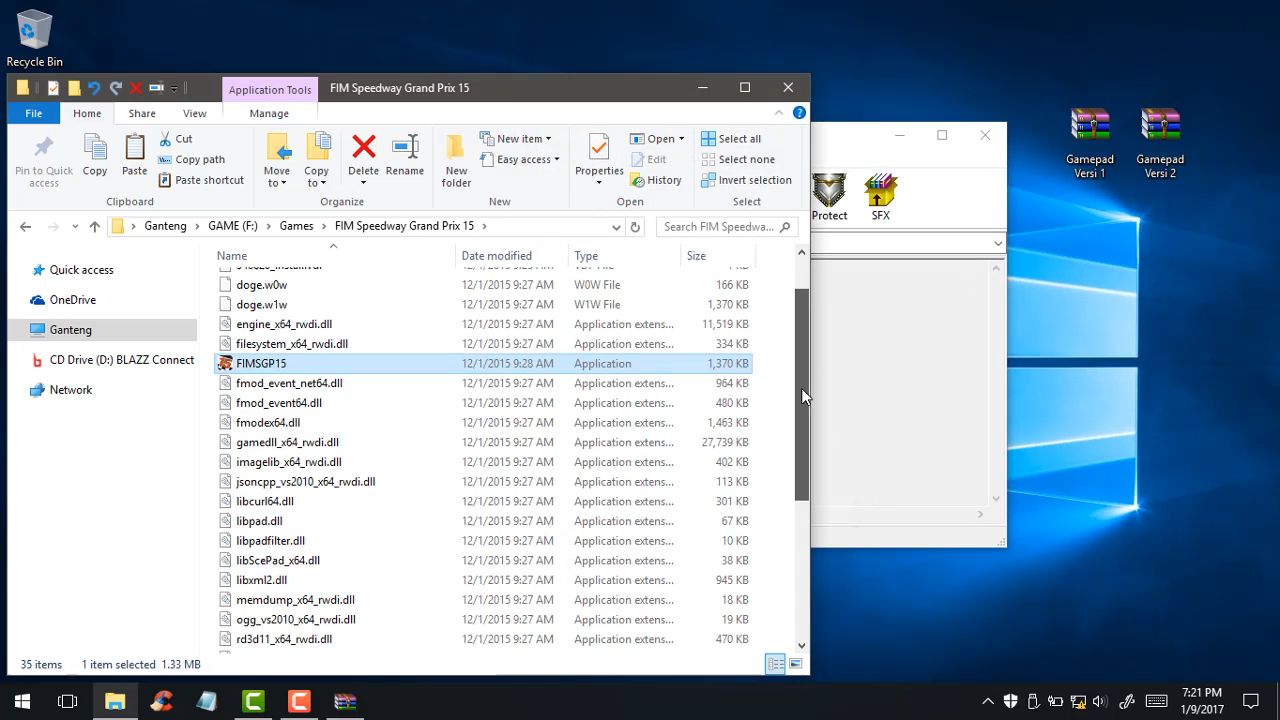 Recycle Bin
Application Tools
FIM Speedway Grand Prix 15
File
Home
Share
View
Manage
Pin to Quick access
Copy
Paste
Cut
Copy path
Paste shortcut
Clipboard
Move to
Copy to
Delete
Rename
Organize
New folder
New item
Easy access
New
Properties
Open
Edit
History
Open
Select all
Select none
Invert selection
Select
Protect
SFX
Gamepad Versi 1
Gamepad Versi 2
Ganteng > GAME (F:) > Games > FIM Speedway Grand Prix 15 >
Search FIM Speedwa...
Name Date modified Type Size
Quick access
OneDrive
Ganteng
CD Drive (D:) BLAZZ Connect
Network
doge.w0w 12/1/2015 9:27 AM W0W File 166 KB
doge.w1w 12/1/2015 9:27 AM W1W File 1,370 KB
engine_x64_rwdi.dll 12/1/2015 9:27 AM Application extens... 11,519 KB
filesystem_x64_rwdi.dll 12/1/2015 9:27 AM Application extens... 334 KB
FIMSGP15 12/1/2015 9:28 AM Application 1,370 KB
fmod_event_net64.dll 12/1/2015 9:27 AM Application extens... 964 KB
fmod_event64.dll 12/1/2015 9:27 AM Application extens... 480 KB
fmodex64.dll 12/1/2015 9:27 AM Application extens... 1,463 KB
gamedll_x64_rwdi.dll 12/1/2015 9:27 AM Application extens... 27,739 KB
imagelib_x64_rwdi.dll 12/1/2015 9:27 AM Application extens... 402 KB
jsoncpp_vs2010_x64_rwdi.dll 12/1/2015 9:27 AM Application extens... 113 KB
libcurl64.dll 12/1/2015 9:27 AM Application extens... 301 KB
libpad.dll 12/1/2015 9:27 AM Application extens... 67 KB
libpadfilter.dll 12/1/2015 9:27 AM Application extens... 10 KB
libScePad_x64.dll 12/1/2015 9:27 AM Application extens... 38 KB
libxml2.dll 12/1/2015 9:27 AM Application extens... 945 KB
memdump_x64_rwdi.dll 12/1/2015 9:27 AM Application extens... 18 KB
ogg_vs2010_x64_rwdi.dll 12/1/2015 9:27 AM Application extens... 19 KB
rd3d11_x64_rwdi.dll 12/1/2015 9:27 AM Application extens... 470 KB
35 items 1 item selected 1.33 MB
7:21 PM
1/9/2017